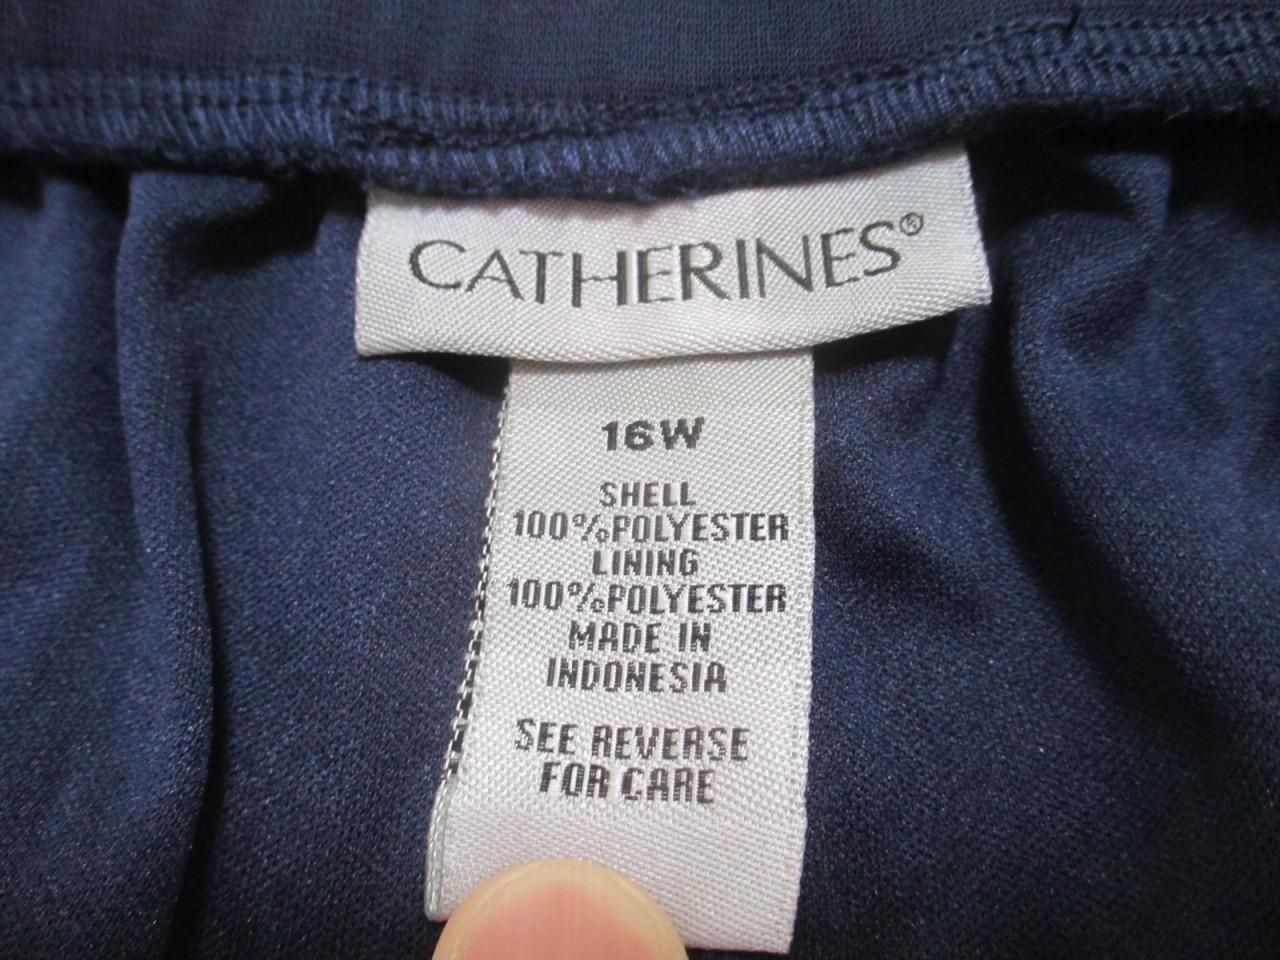 CATHERINES®
16W
SHELL
100%POLYESTER
LINING
100%POLYESTER
MADE IN
INDONESIA
SEE REVERSE
FOR CARE